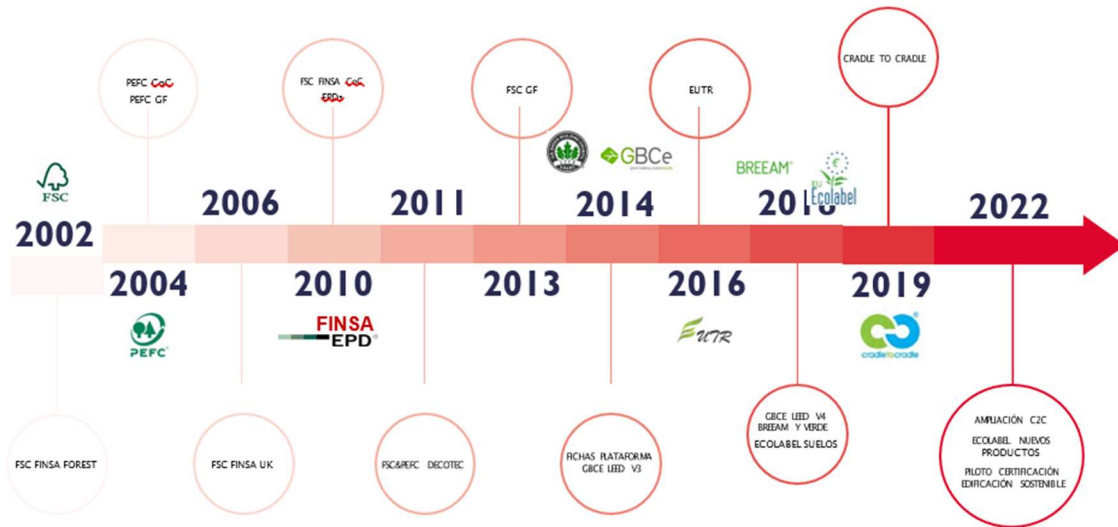 CRADLE TO CRADLE
PEFC CoC
PEFC GF
FSC FINSA CoC
EPDs
FSC GF
EUTR
FSC
GBCe
BREEAM®
EU
Ecolabel
2002
2006
2011
2014
2022
2004
2010
2013
2016
2019
PEFC™
FINSA
EPD®
EUTR
cradletocradle
®
FSC FINSA FOREST
FSC FINSA UK
FSC&PEFC DECOTEC
FICHAS PLATAFORMA
GBCE LEED V3
GBCE LEED V4
BREEAM Y VERDE
ECOLABEL SUELOS
AMPLIACIÓN C2C
ECOLABEL NUEVOS
PRODUCTOS
PILOTO CERTIFICACIÓN
EDIFICACIÓN SOSTENIBLE